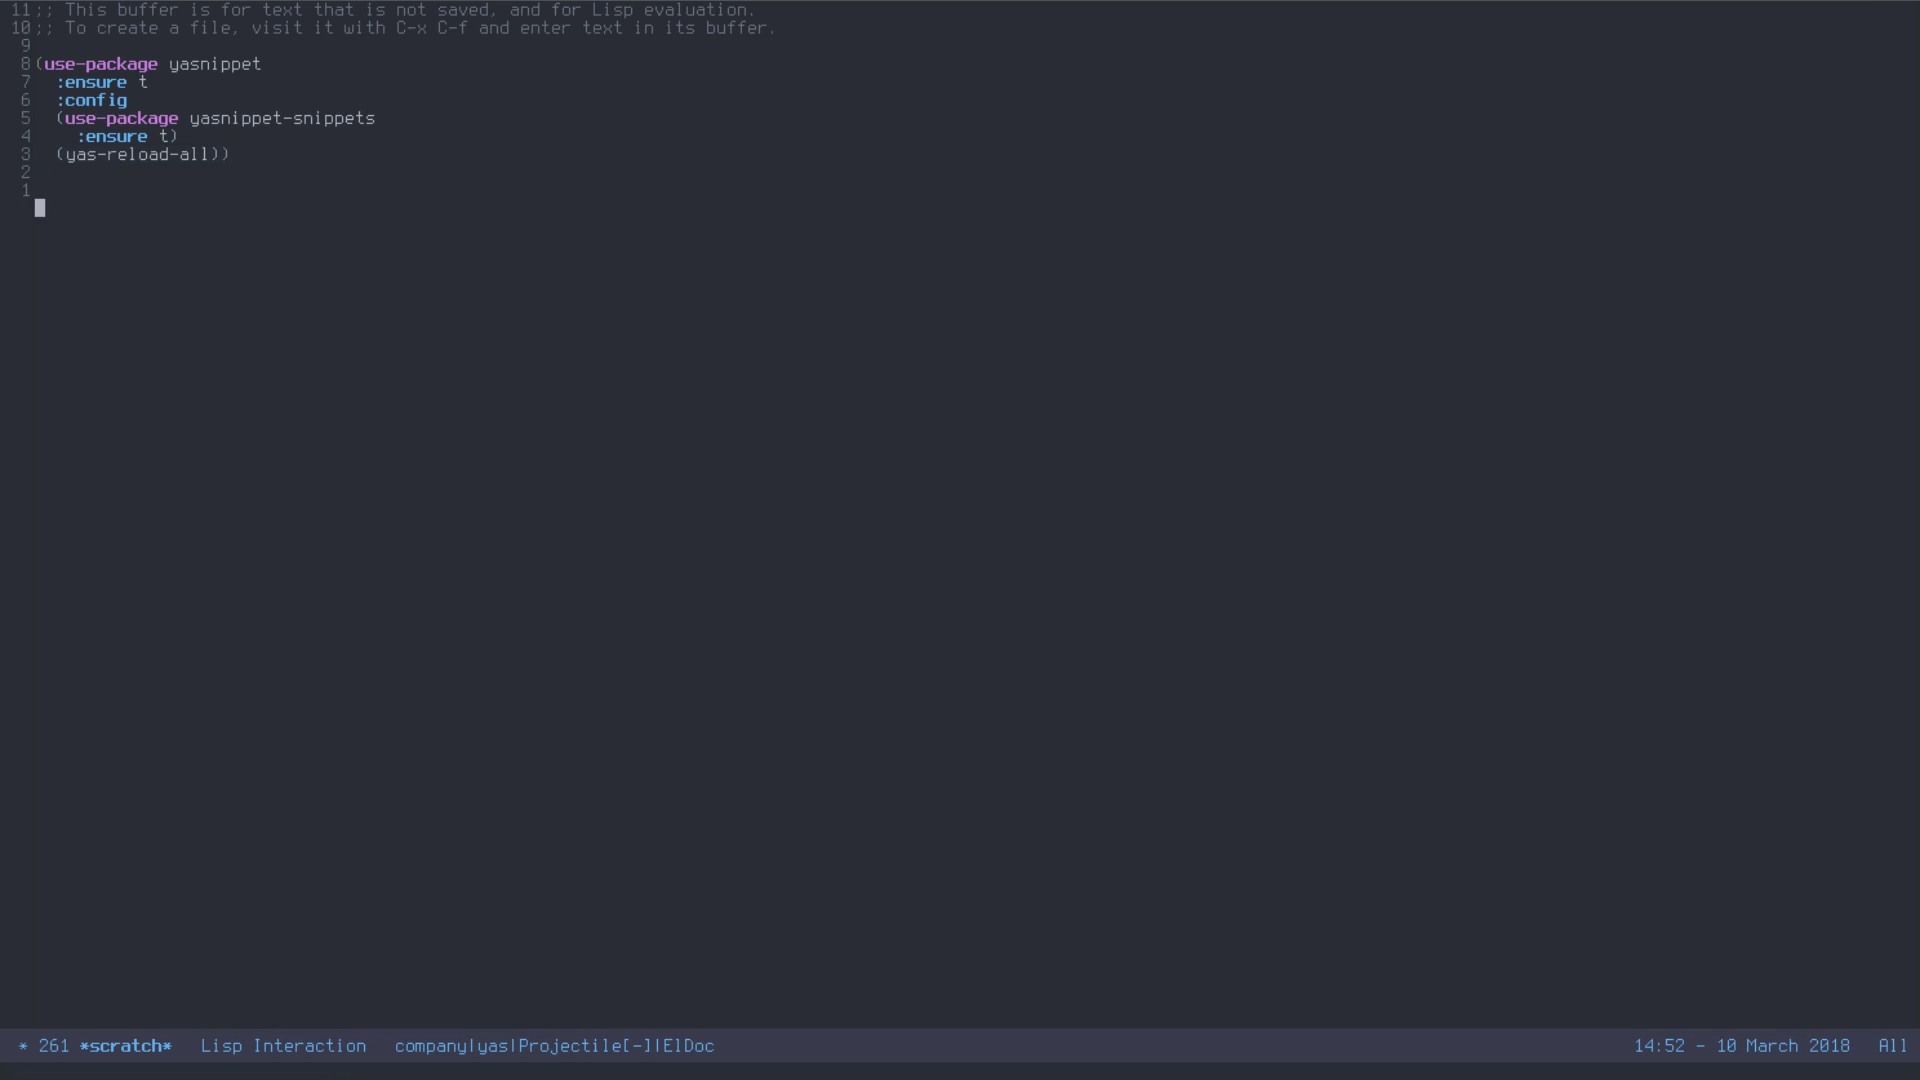 11;; This buffer is for text that is not saved, and for Lisp evaluation.
10;; To create a file, visit it with C-x C-f and enter text in its buffer.
9
8(use-package yasnippet
7  :ensure t
6  :config
5  (use-package yasnippet-snippets
4    :ensure t)
3  (yas-reload-all))
2
1
* 261 *scratch*   Lisp Interaction   company|yas|Projectile[-]|ElDoc   14:52 - 10 March 2018   All